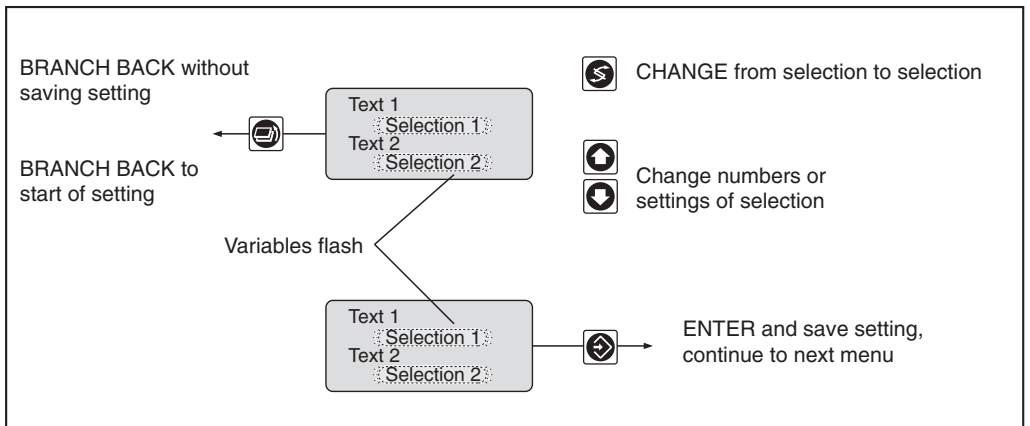 BRANCH BACK without
saving setting
BRANCH BACK to
start of setting
Text 1
Selection 1
Text 2
Selection 2
CHANGE from selection to selection
Change numbers or
settings of selection
Variables flash
Text 1
Selection 1
Text 2
Selection 2
ENTER and save setting,
continue to next menu